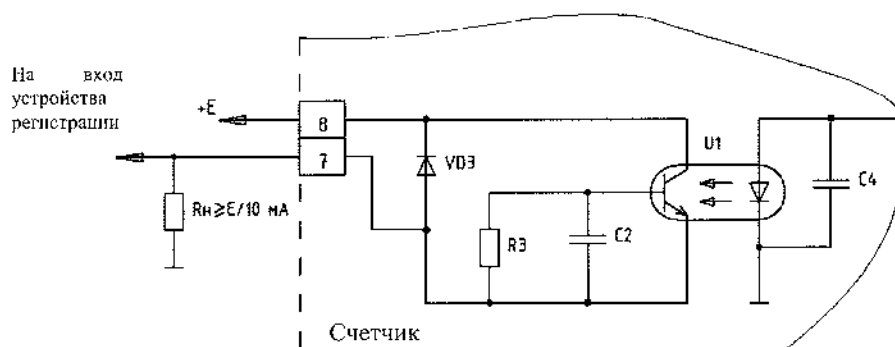 На вход
устройства
регистрации
+E
8
7
VD3
U1
C4
Rн≥E/10 мА
R3
C2
Счетчик